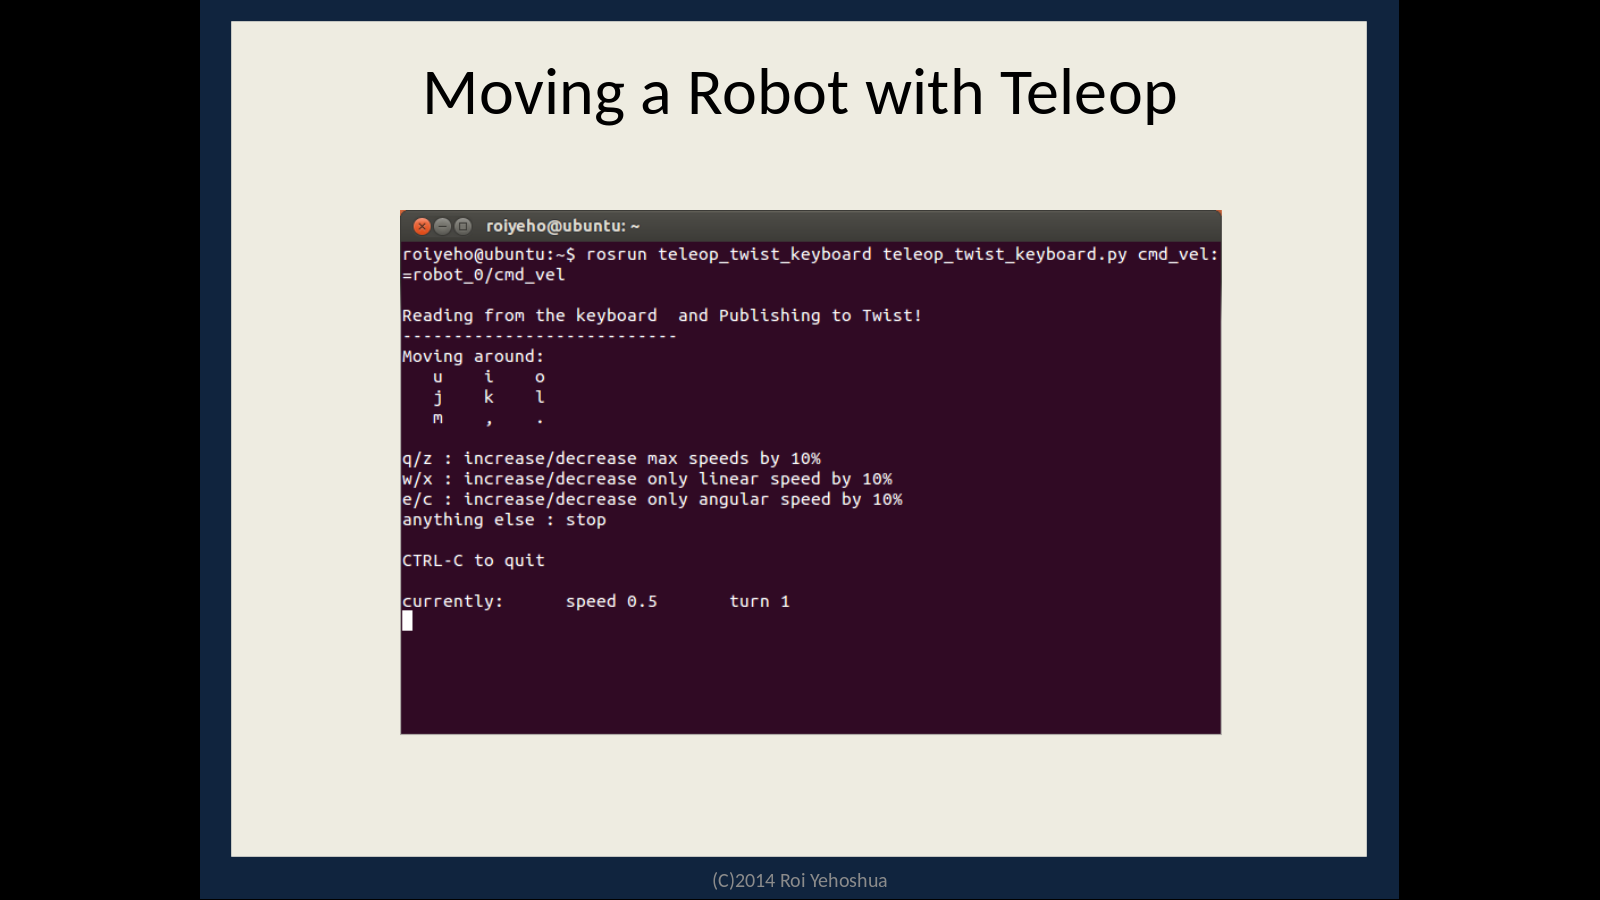 Moving a Robot with Teleop
roiyeho@ubuntu: ~
roiyeho@ubuntu:~$ rosrun teleop_twist_keyboard teleop_twist_keyboard.py cmd_vel:
=robot_0/cmd_vel
Reading from the keyboard  and Publishing to Twist!
---------------------------
Moving around:
   u    i    o
   j    k    l
   m    ,    .
q/z : increase/decrease max speeds by 10%
w/x : increase/decrease only linear speed by 10%
e/c : increase/decrease only angular speed by 10%
anything else : stop
CTRL-C to quit
currently:      speed 0.5       turn 1
(C)2014 Roi Yehoshua